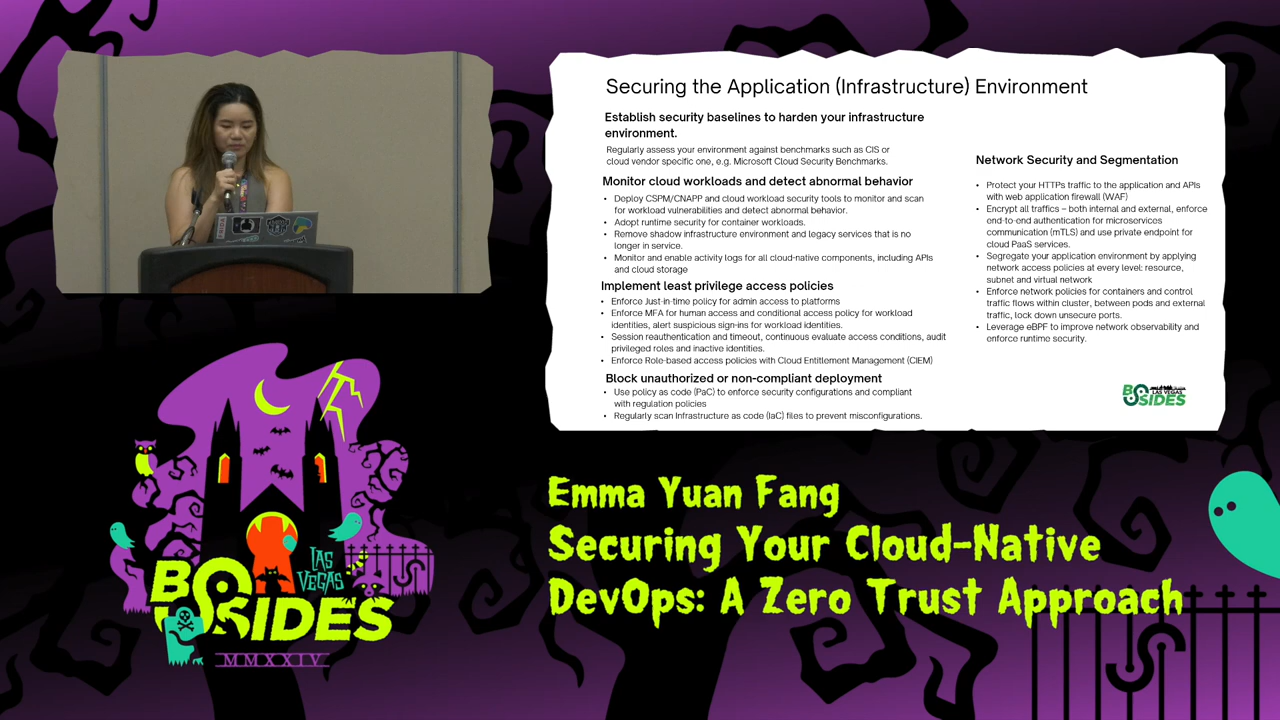 Securing the Application (Infrastructure) Environment
Establish security baselines to harden your infrastructure
environment.
Regularly assess your environment against benchmarks such as CIS or
cloud vendor specific one, e.g. Microsoft Cloud Security Benchmarks.
Monitor cloud workloads and detect abnormal behavior
• Deploy CSPM/CNAPP and cloud workload security tools to monitor and scan
for workload vulnerabilities and detect abnormal behavior.
• Adopt runtime security for container workloads.
• Remove shadow infrastructure environment and legacy services that is no
longer in service.
• Monitor and enable activity logs for all cloud-native components, including APIs
and cloud storage
Implement least privilege access policies
• Enforce Just-in-time policy for admin access to platforms
• Enforce MFA for human access and conditional access policy for workload
identities, alert suspicious sign-ins for workload identities.
• Session reauthentication and timeout, continuous evaluate access conditions, audit
privileged roles and inactive identities.
• Enforce Role-based access policies with Cloud Entitlement Management (CIEM)
Block unauthorized or non-compliant deployment
• Use policy as code (PaC) to enforce security configurations and compliant
with regulation policies
• Regularly scan Infrastructure as code (IaC) files to prevent misconfigurations.
Network Security and Segmentation
• Protect your HTTPs traffic to the application and APIs
with web application firewall (WAF)
• Encrypt all traffics – both internal and external, enforce
end-to-end authentication for microservices
communication (mTLS) and use private endpoint for
cloud PaaS services.
• Segregate your application environment by applying
network access policies at every level: resource,
subnet and virtual network
• Enforce network policies for containers and control
traffic flows within cluster, between pods and external
traffic, lock down unsecure ports.
• Leverage eBPF to improve network observability and
enforce runtime security.
BSIDES
LAS VEGAS
LAS
VEGAS
BSIDES
MMXXIV
Emma Yuan Fang
Securing Your Cloud-Native
DevOps: A Zero Trust Approach